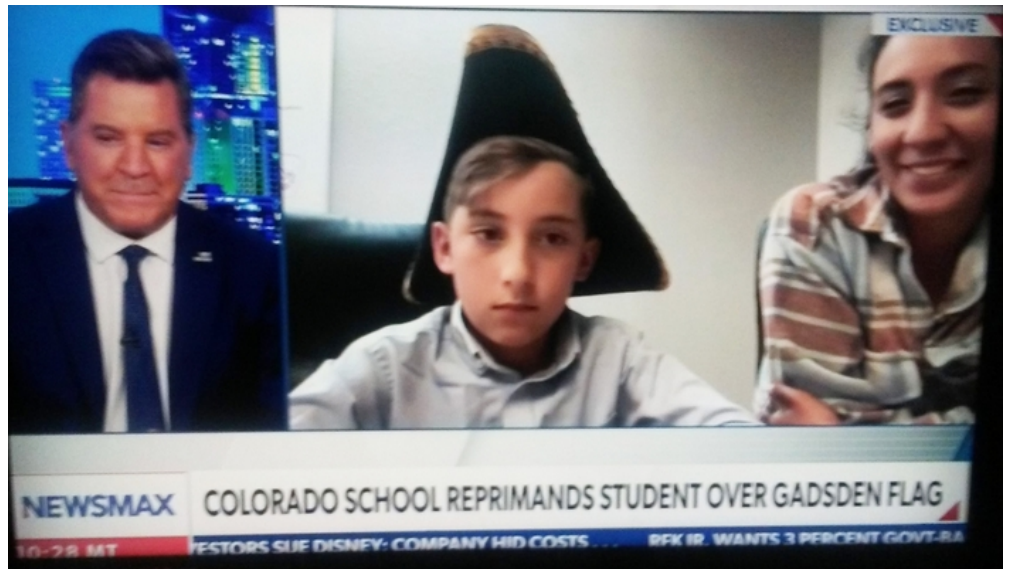 EXCLUSIVE
NEWSMAX
COLORADO SCHOOL REPRIMANDS STUDENT OVER GADSDEN FLAG
10:28 MT
ESTORS SUE DISNEY: COMPANY HID COSTS... RFK JR. WANTS 3 PERCENT GOVT-BA